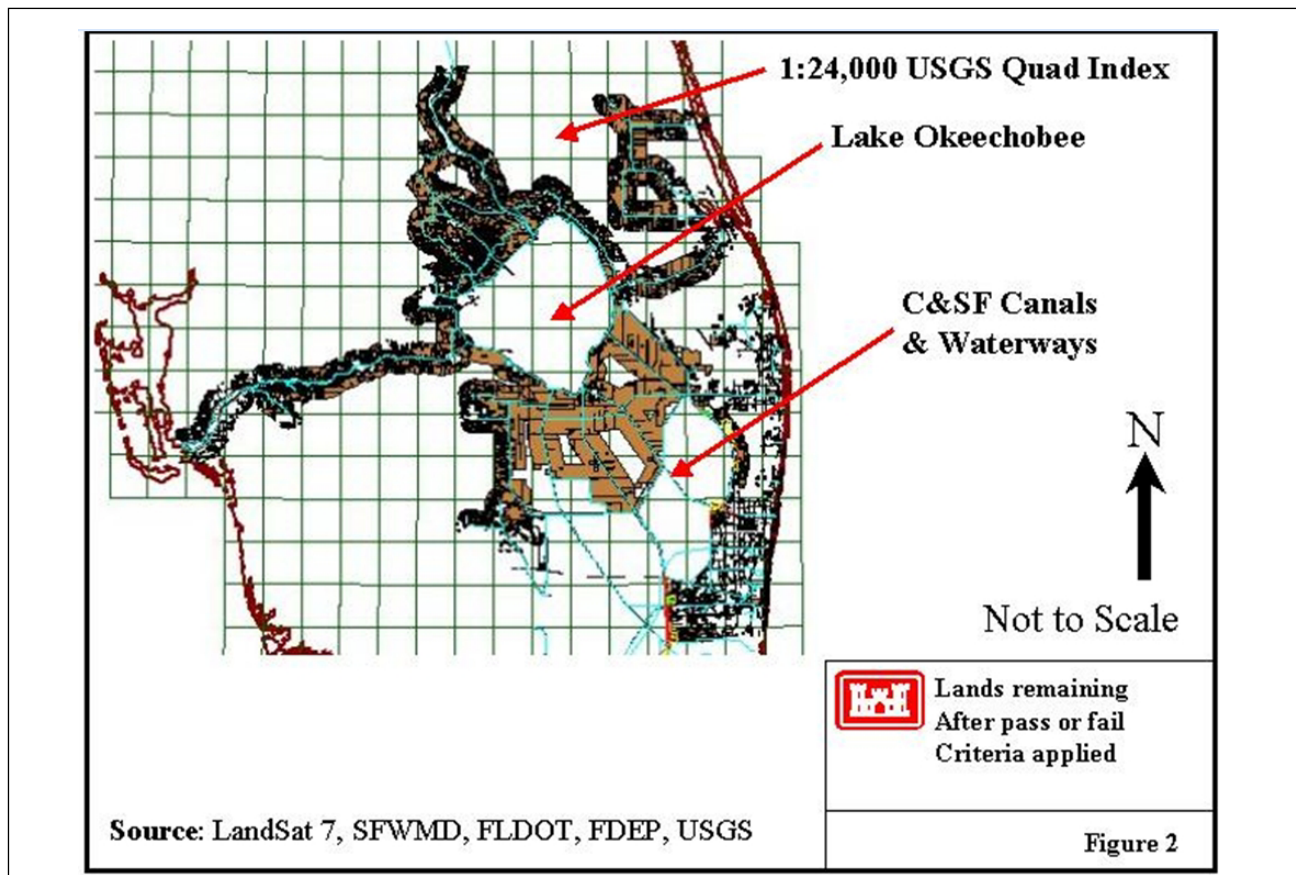 1:24,000 USGS Quad Index
Lake Okeechobee
C&SF Canals
& Waterways
N
Not to Scale
Lands remaining
After pass or fail
Criteria applied
Source: LandSat 7, SFWMD, FLDOT, FDEP, USGS
Figure 2